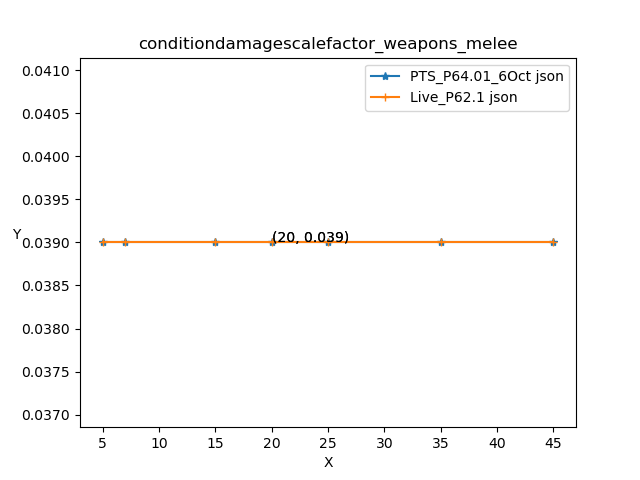 conditiondamagescalefactor_weapons_melee
PTS_P64.01_6Oct json
Live_P62.1 json
0.0410
0.0405
0.0400
0.0395
0.0390
0.0385
0.0380
0.0375
0.0370
Y
(20, 0.039)
5 10 15 20 25 30 35 40 45
X